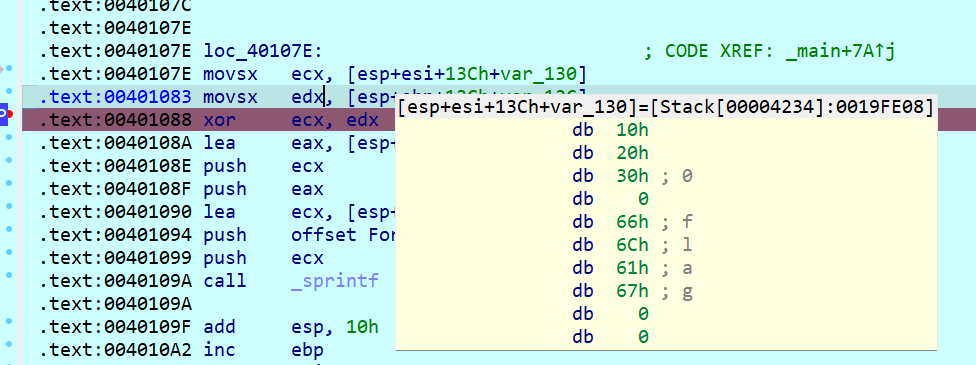 .text:0040107C
.text:0040107E
.text:0040107E loc_40107E: ; CODE XREF: _main+7A↑j
.text:0040107E movsx ecx, [esp+esi+13Ch+var_130]
.text:00401083 movsx edx, [esp+ebp+13Ch+var_13C]
.text:00401088 xor ecx, edx
.text:0040108A lea eax, [esp+
.text:0040108E push ecx
.text:0040108F push eax
.text:00401090 lea ecx, [esp+
.text:00401094 push offset For
.text:00401099 push ecx
.text:0040109A call _sprintf
.text:0040109A
.text:0040109F add esp, 10h
.text:004010A2 inc ebp
[esp+esi+13Ch+var_130]=[Stack[00004234]:0019FE08]
db 10h
db 20h
db 30h ; 0
db 0
db 66h ; f
db 6Ch ; l
db 61h ; a
db 67h ; g
db 0
db 0